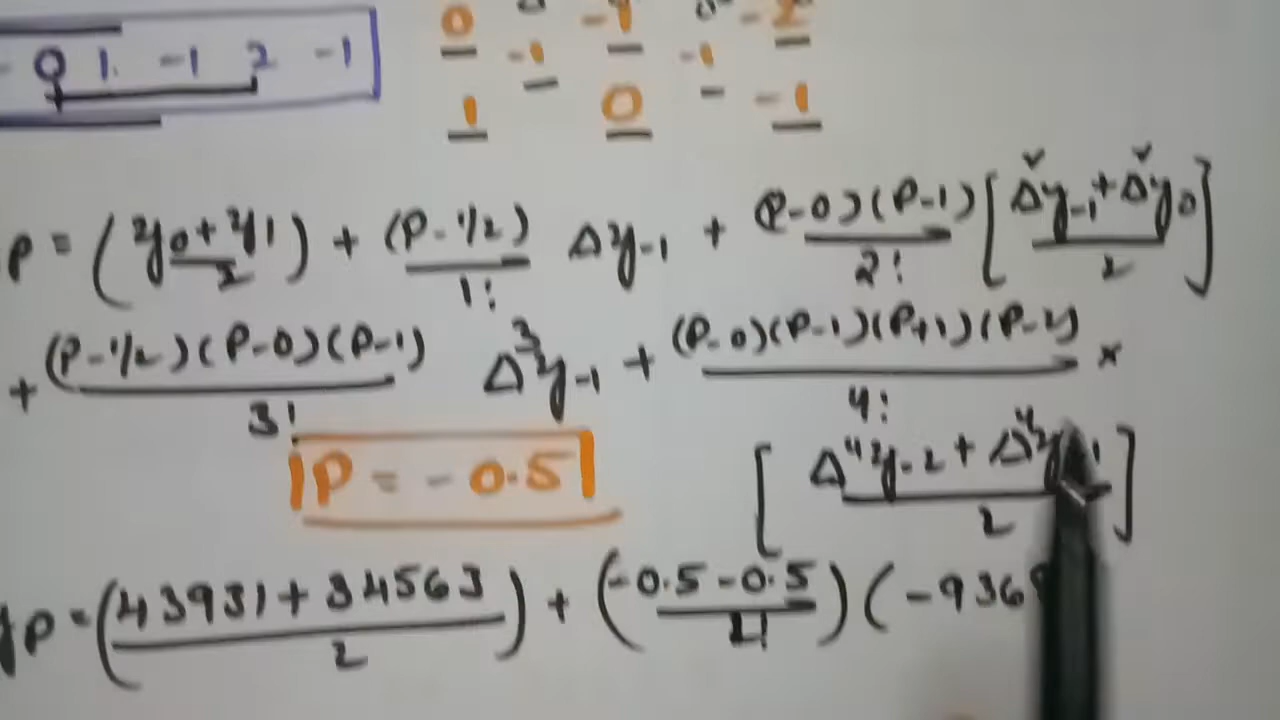 0 -1 0 -2
- 0 1. -1 2 -1
-1 -1
1 0 -1
P = (y0 + y1 / 2) + (P - 1/2) / 1! Δy-1 + (P-0)(P-1) / 2! [Δ˅y-1 + Δ˅y0 / 2]
+ (P-1/2)(P-0)(P-1) / 3! Δ³y-1 + (P-0)(P-1)(P+1)(P-2) / 4! ×
[Δ⁴y-2 + Δ⁴y-1 / 2]
P = -0.5
yP = (43931 + 34563 / 2) + (-0.5 - 0.5 / 1!) (-936